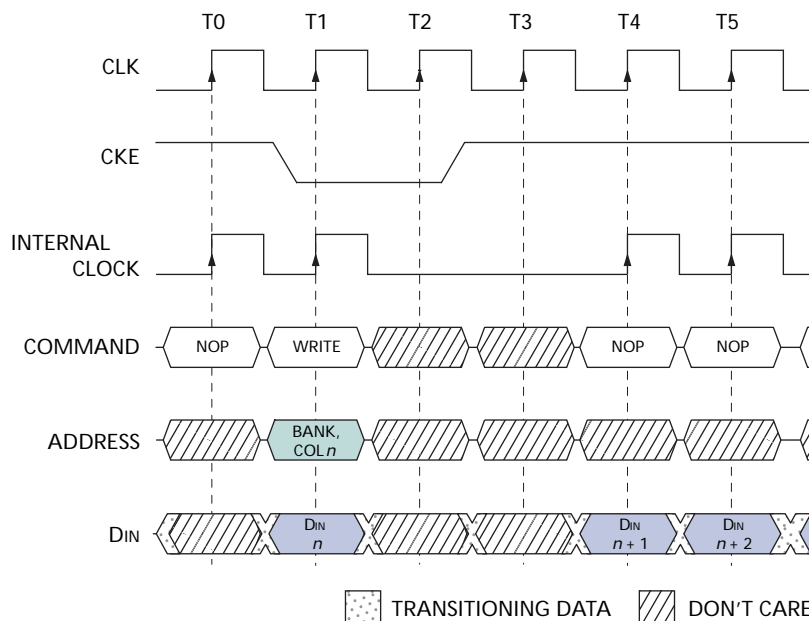 T0 T1 T2 T3 T4 T5
CLK
CKE
INTERNAL
CLOCK
COMMAND NOP WRITE NOP NOP
ADDRESS BANK,
COL n
DIN DIN
n DIN
n + 1 DIN
n + 2
TRANSITIONING DATA DON'T CARE